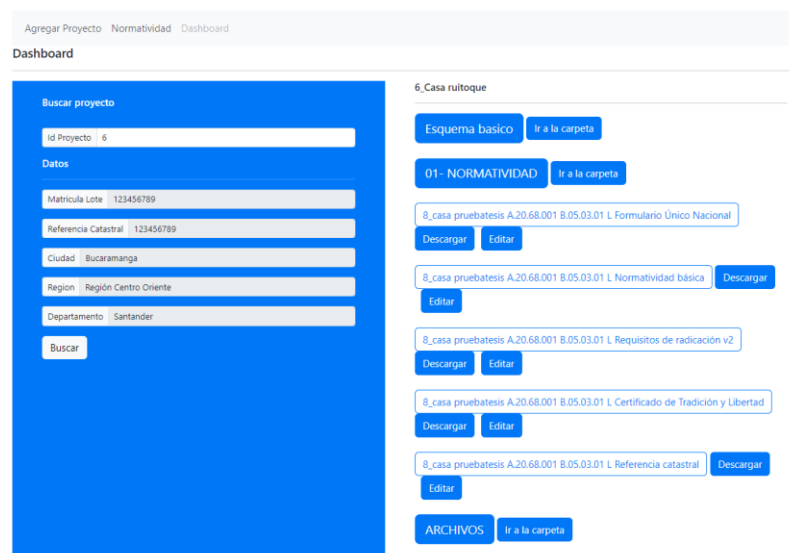 Agregar Proyecto Normatividad Dashboard
Dashboard
Buscar proyecto
Id Proyecto 6
Datos
Matricula Lote 123456789
Referencia Catastral 123456789
Ciudad Bucaramanga
Region Región Centro Oriente
Departamento Santander
Buscar
6_Casa ruitoque
Esquema basico Ir a la carpeta
01- NORMATIVIDAD Ir a la carpeta
8_casa pruebatesis A.20.68.001 B.05.03.01 L Formulario Único Nacional
Descargar Editar
8_casa pruebatesis A.20.68.001 B.05.03.01 L Normatividad básica Descargar
Editar
8_casa pruebatesis A.20.68.001 B.05.03.01 L Requisitos de radicación v2
Descargar Editar
8_casa pruebatesis A.20.68.001 B.05.03.01 L Certificado de Tradición y Libertad
Descargar Editar
8_casa pruebatesis A.20.68.001 B.05.03.01 L Referencia catastral Descargar
Editar
ARCHIVOS Ir a la carpeta